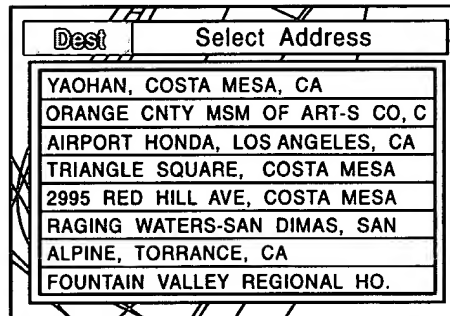 Dest
Select Address
YAOHAN, COSTA MESA, CA
ORANGE CNTY MSM OF ART-S CO, C
AIRPORT HONDA, LOS ANGELES, CA
TRIANGLE SQUARE, COSTA MESA
2995 RED HILL AVE, COSTA MESA
RAGING WATERS-SAN DIMAS, SAN
ALPINE, TORRANCE, CA
FOUNTAIN VALLEY REGIONAL HO.